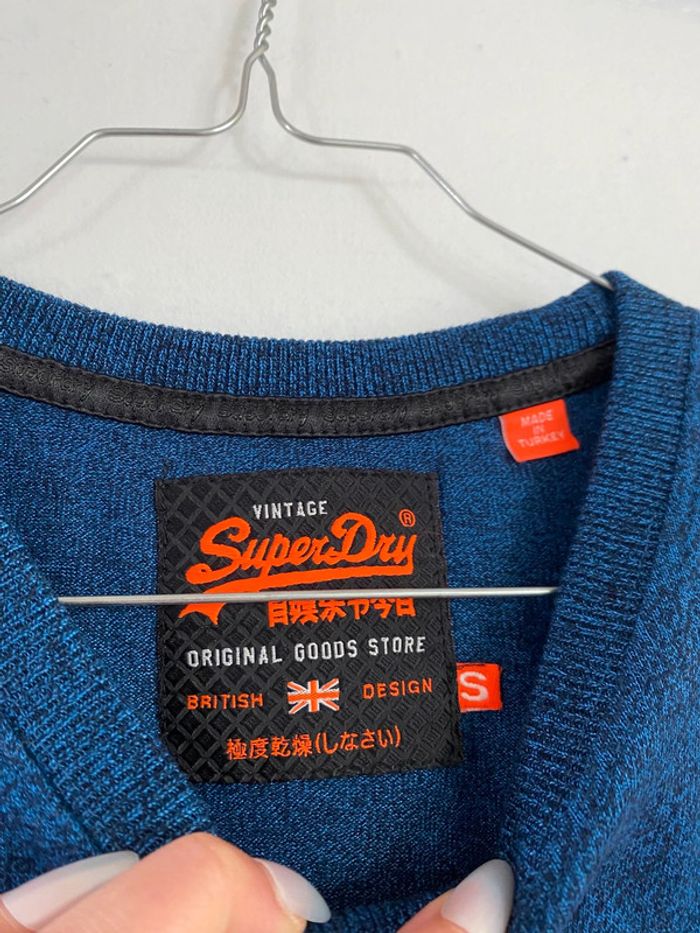 MADE
IN
TURKEY
VINTAGE
SuperDry®
ORIGINAL GOODS STORE
BRITISH DESIGN
S
極度乾燥(しなさい)